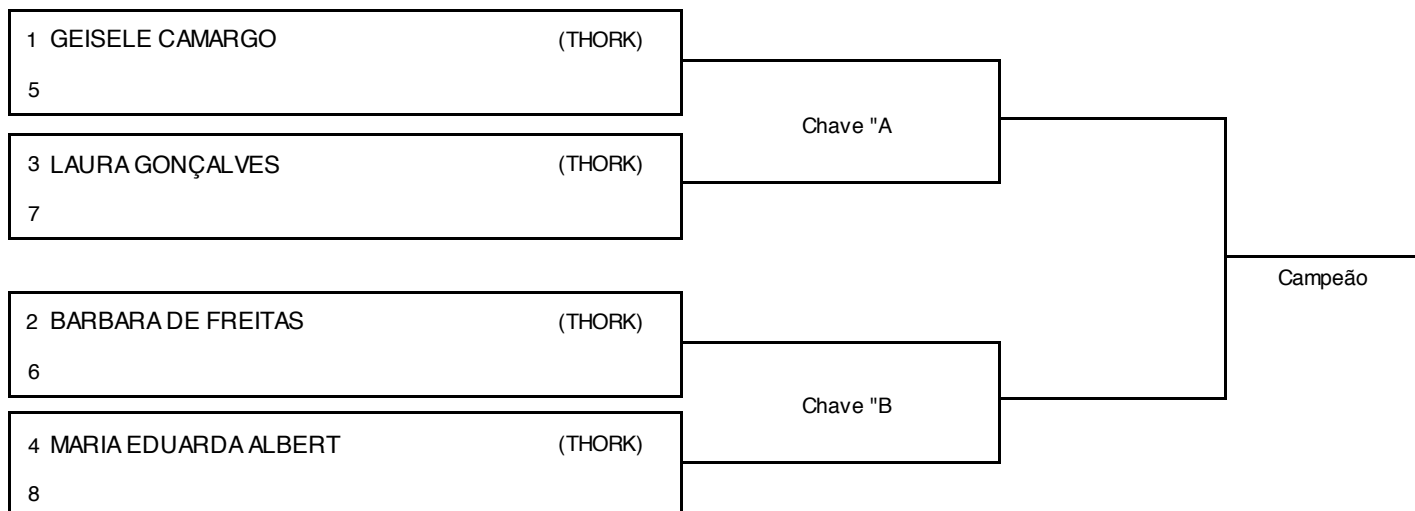 1 GEISELE CAMARGO (THORK)
5
Chave "A
3 LAURA GONÇALVES (THORK)
7
Campeão
2 BARBARA DE FREITAS (THORK)
6
Chave "B
4 MARIA EDUARDA ALBERT (THORK)
8